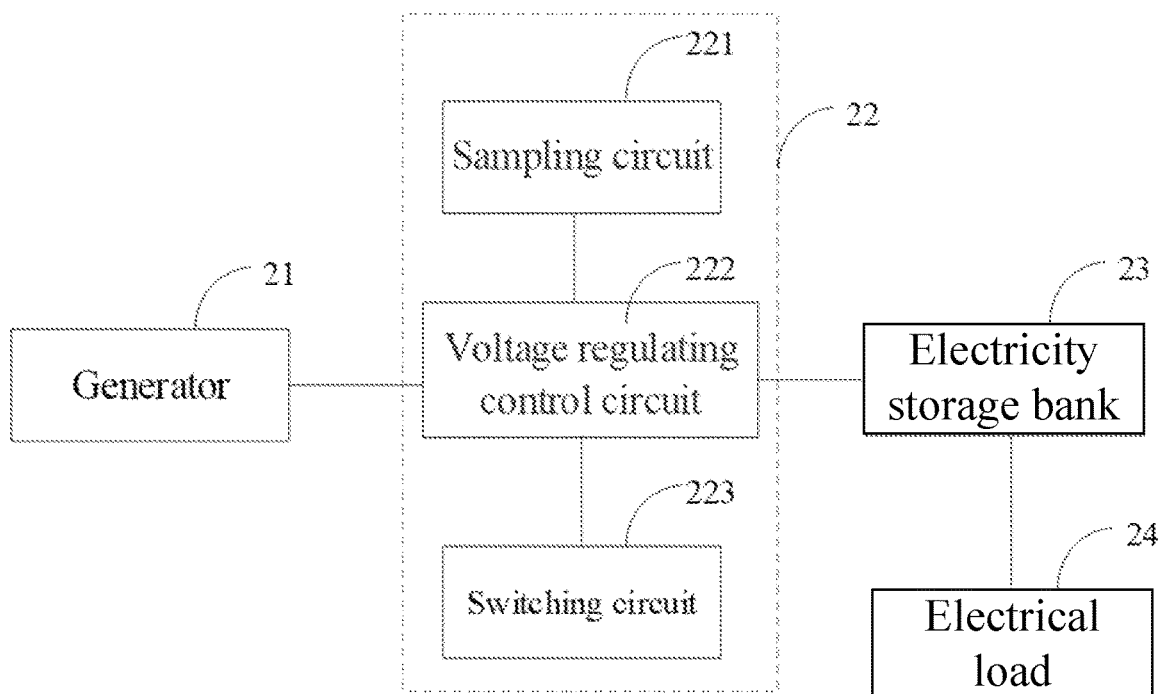 221
Sampling circuit
22
222
Voltage regulating
control circuit
21
Generator
23
Electricity
storage bank
223
Switching circuit
24
Electrical
load